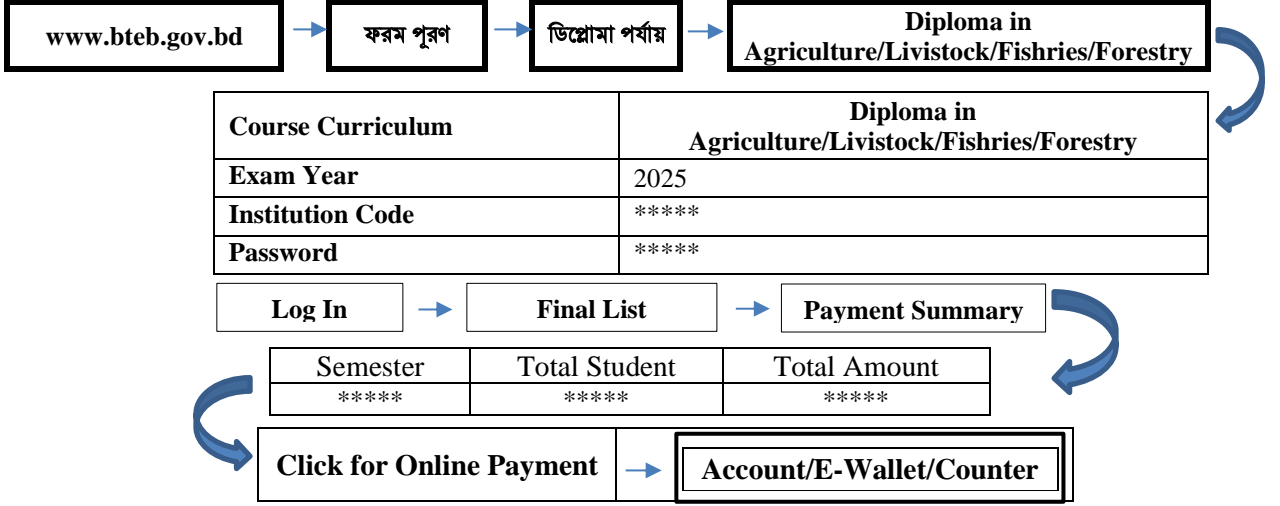 www.bteb.gov.bd
ফরম পূরণ
ডিপ্লোমা পর্যায়
Diploma in
Agriculture/Livistock/Fishries/Forestry
Course Curriculum
Diploma in
Agriculture/Livistock/Fishries/Forestry
Exam Year 2025
Institution Code *****
Password *****
Log In Final List Payment Summary
Semester Total Student Total Amount
***** ***** *****
Click for Online Payment Account/E-Wallet/Counter